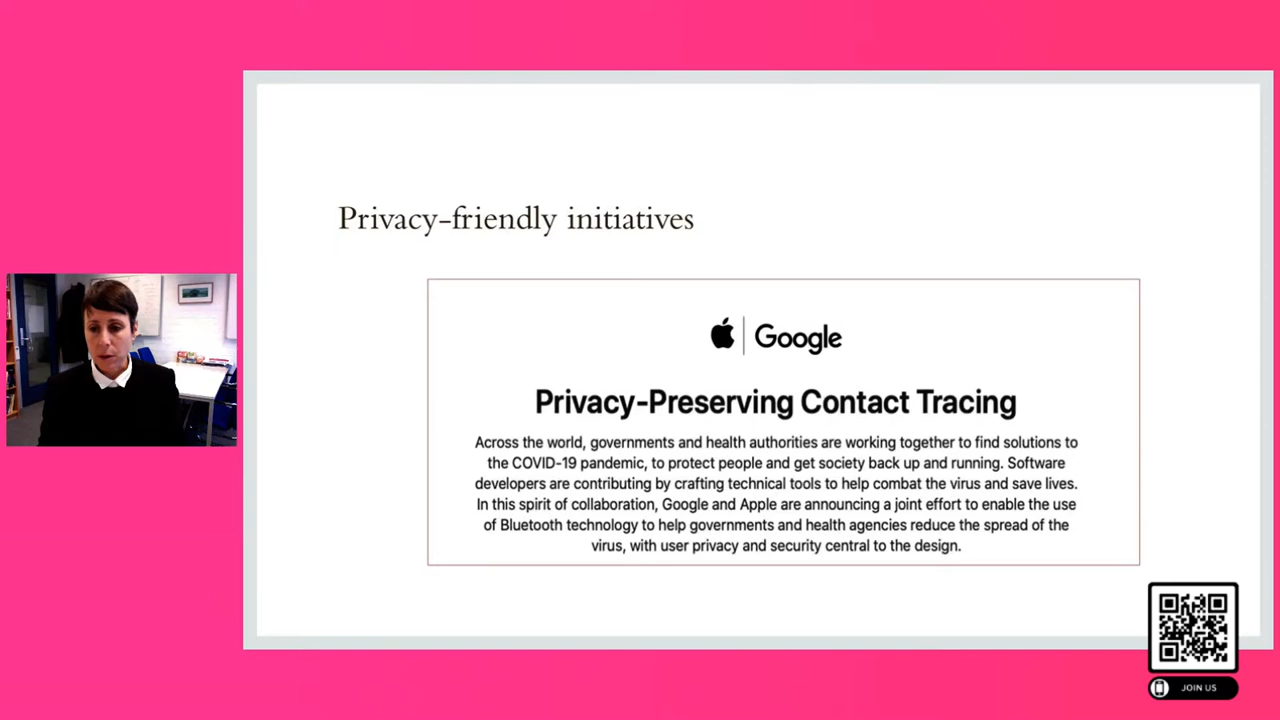 Privacy-friendly initiatives
Google
Privacy-Preserving Contact Tracing
Across the world, governments and health authorities are working together to find solutions to
the COVID-19 pandemic, to protect people and get society back up and running. Software
developers are contributing by crafting technical tools to help combat the virus and save lives.
In this spirit of collaboration, Google and Apple are announcing a joint effort to enable the use
of Bluetooth technology to help governments and health agencies reduce the spread of the
virus, with user privacy and security central to the design.
JOIN US